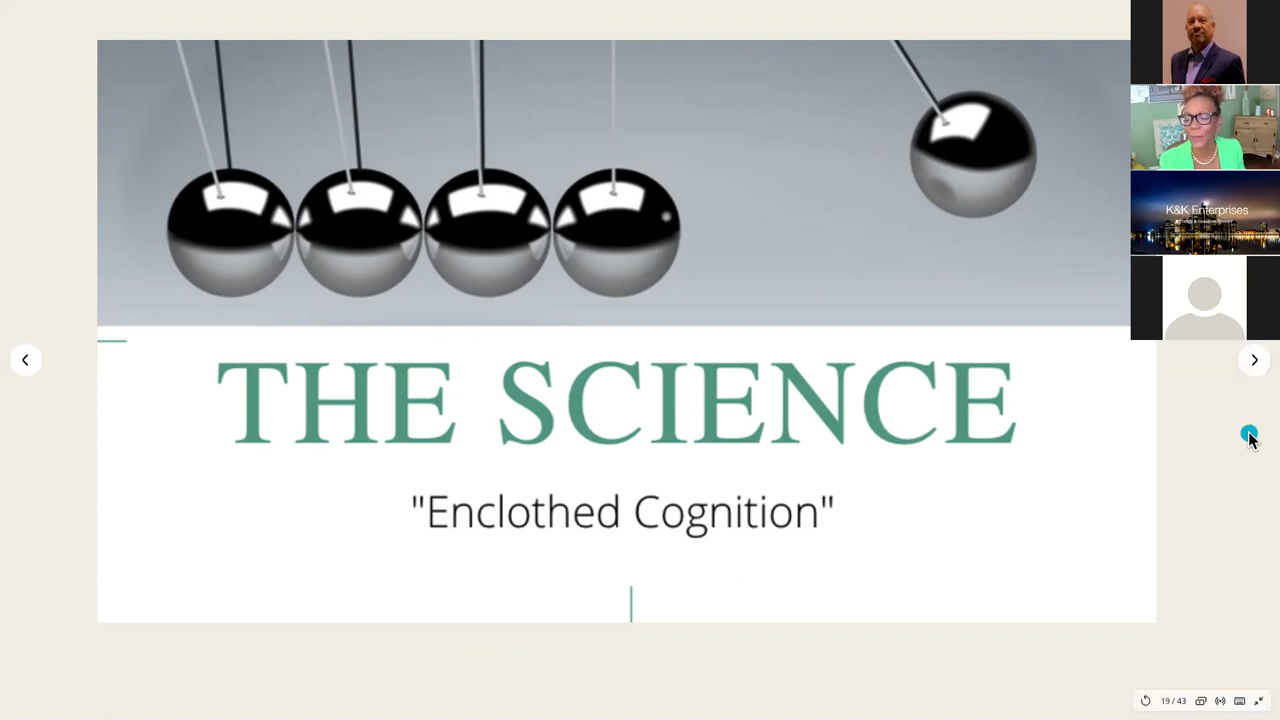 THE SCIENCE
"Enclothed Cognition"
K&K Enterprises
19 / 43